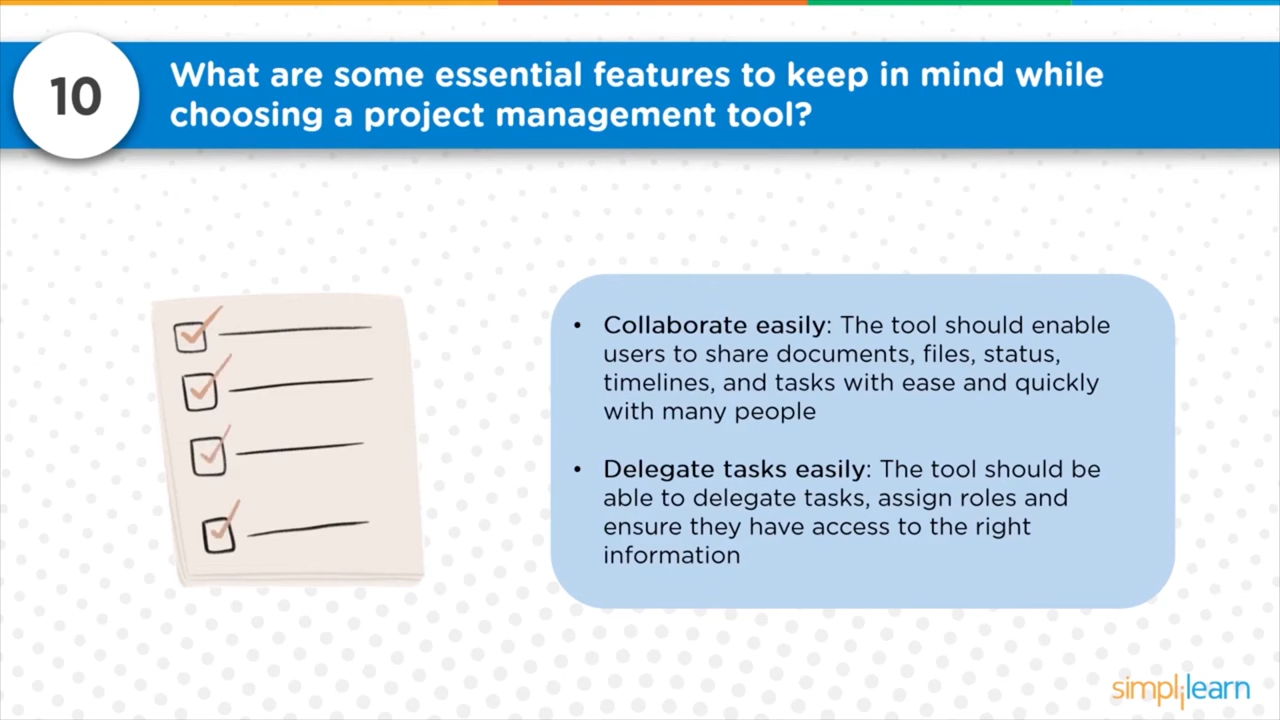 10
What are some essential features to keep in mind while
choosing a project management tool?
• Collaborate easily: The tool should enable
users to share documents, files, status,
timelines, and tasks with ease and quickly
with many people
• Delegate tasks easily: The tool should be
able to delegate tasks, assign roles and
ensure they have access to the right
information
simplilearn